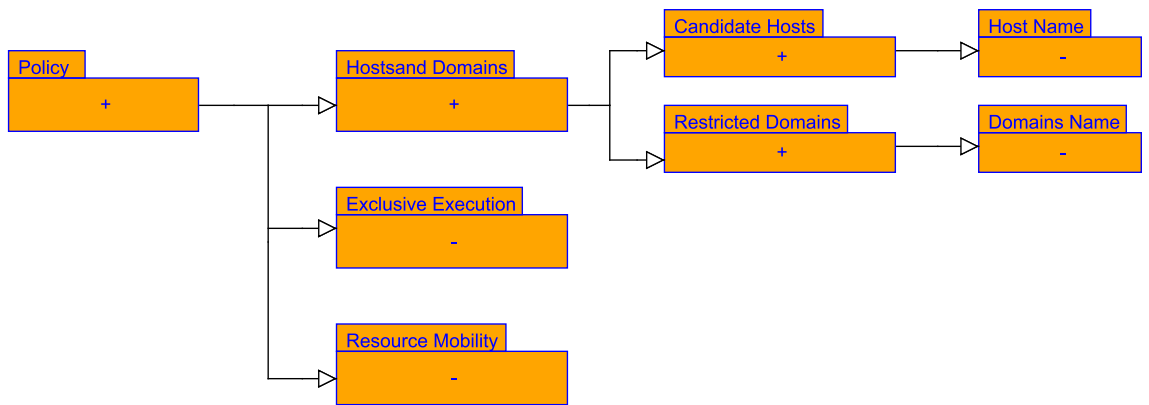 Policy
+
Hostsand Domains
+
Candidate Hosts
+
Host Name
-
Restricted Domains
+
Domains Name
-
Exclusive Execution
-
Resource Mobility
-